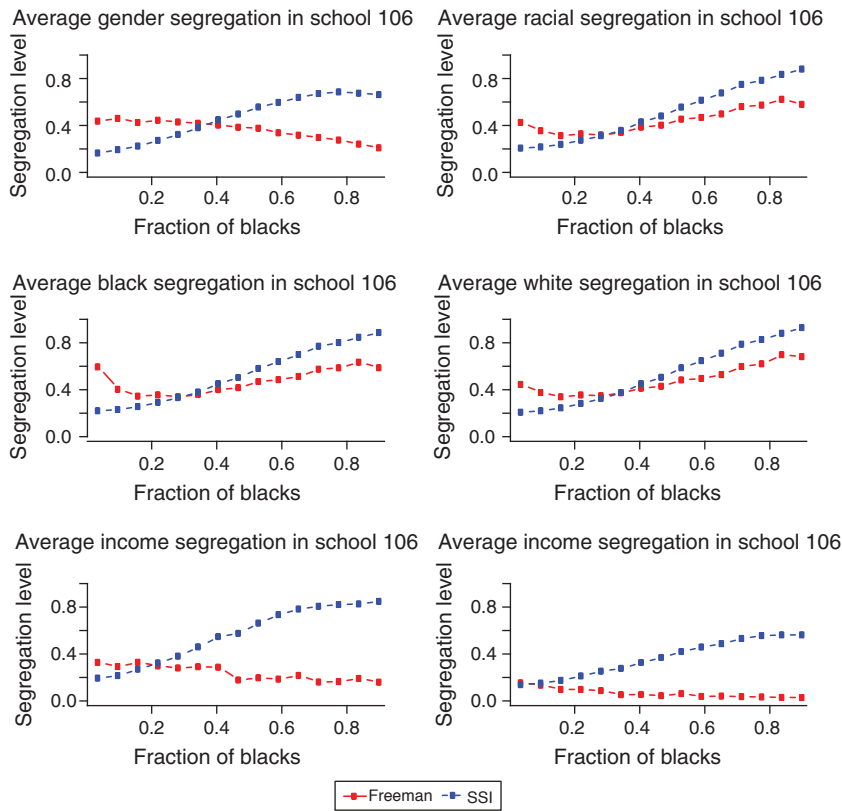 Average gender segregation in school 106
Segregation level
0.8
0.4
0.0
0.2 0.4 0.6 0.8
Fraction of blacks
Average racial segregation in school 106
Segregation level
0.8
0.4
0.0
0.2 0.4 0.6 0.8
Fraction of blacks
Average black segregation in school 106
Segregation level
0.8
0.4
0.0
0.2 0.4 0.6 0.8
Fraction of blacks
Average white segregation in school 106
Segregation level
0.8
0.4
0.0
0.2 0.4 0.6 0.8
Fraction of blacks
Average income segregation in school 106
Segregation level
0.8
0.4
0.0
0.2 0.4 0.6 0.8
Fraction of blacks
Average income segregation in school 106
Segregation level
0.8
0.4
0.0
0.2 0.4 0.6 0.8
Fraction of blacks
Freeman SSI